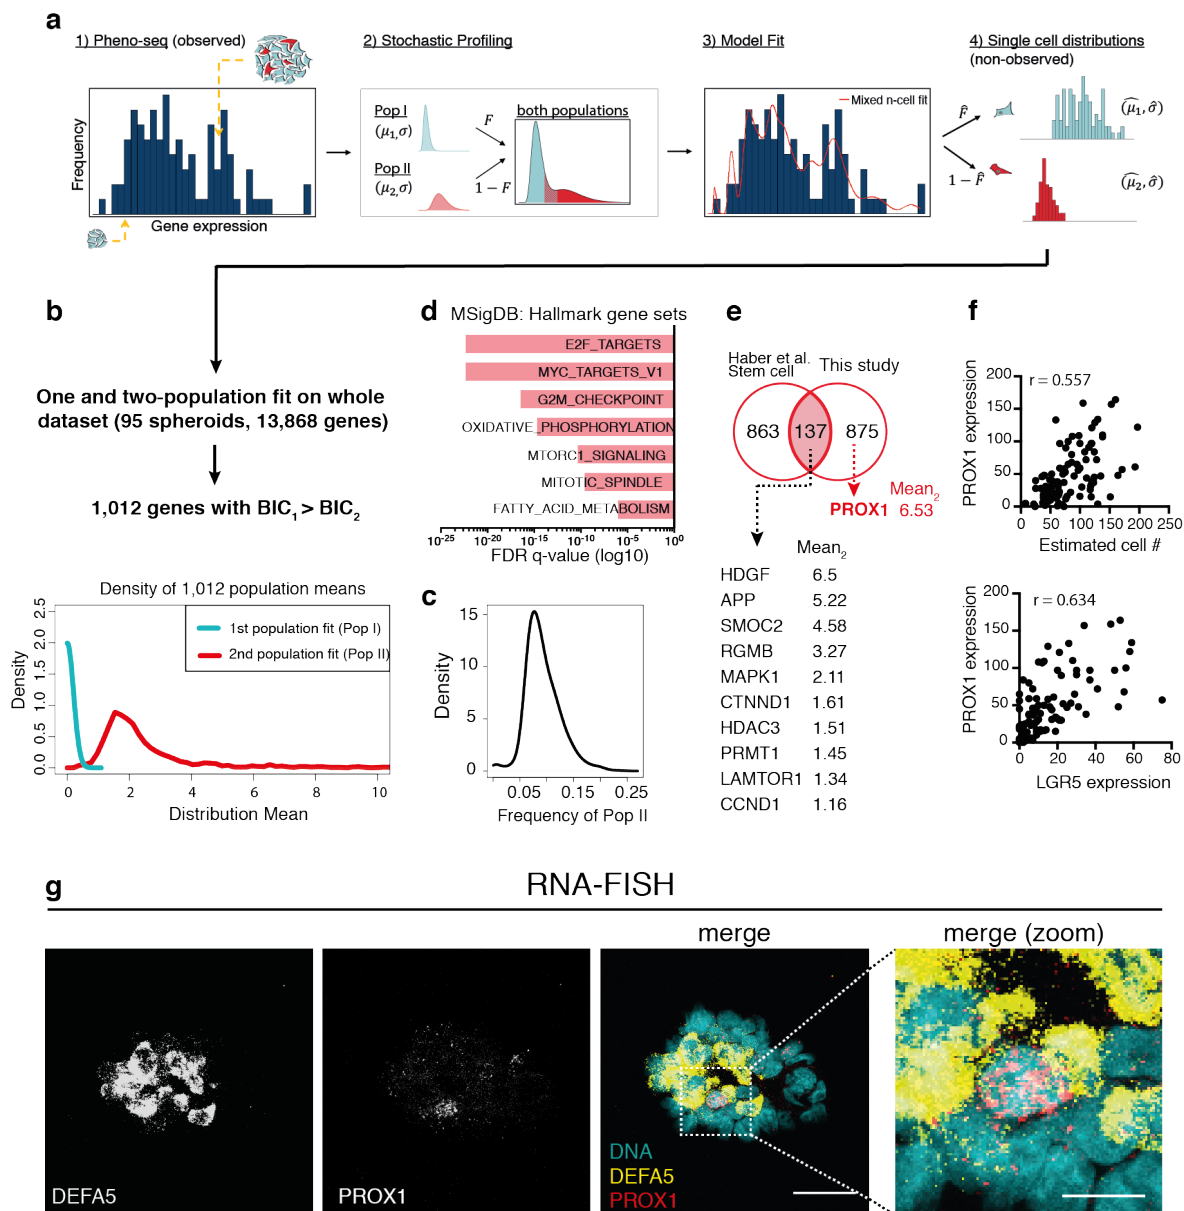 a
1) Pheno-seq (observed)
2) Stochastic Profiling
3) Model Fit
4) Single cell distributions
(non-observed)
Frequency
Gene expression
Pop I
(μ1,σ)
Pop II
(μ2,σ)
F
1 − F
both populations
Mixed n-cell fit
F̂
1 − F̂
(μ̂1, σ̂)
(μ̂2, σ̂)
b
One and two-population fit on whole
dataset (95 spheroids, 13,868 genes)
1,012 genes with BIC1 > BIC2
Density of 1,012 population means
1st population fit (Pop I)
2nd population fit (Pop II)
Density
0.0 0.5 1.0 1.5 2.0 2.5
0 2 4 6 8 10
Distribution Mean
d
MSigDB: Hallmark gene sets
E2F_TARGETS
MYC_TARGETS_V1
G2M_CHECKPOINT
OXIDATIVE_PHOSPHORYLATION
MTORC1_SIGNALING
MITOTIC_SPINDLE
FATTY_ACID_METABOLISM
10-25 10-20 10-15 10-10 10-5 100
FDR q-value (log10)
c
Density
0 5 10 15
0.05 0.15 0.25
Frequency of Pop II
e
Haber et al.
Stem cell
This study
863 137 875
Mean2
PROX1 6.53
Mean2
HDGF 6.5
APP 5.22
SMOC2 4.58
RGMB 3.27
MAPK1 2.11
CTNND1 1.61
HDAC3 1.51
PRMT1 1.45
LAMTOR1 1.34
CCND1 1.16
f
r = 0.557
PROX1 expression
200
150
100
50
0
0 50 100 150 200 250
Estimated cell #
r = 0.634
PROX1 expression
200
150
100
50
0
0 20 40 60 80
LGR5 expression
g
RNA-FISH
merge
merge (zoom)
DEFA5
PROX1
DNA
DEFA5
PROX1